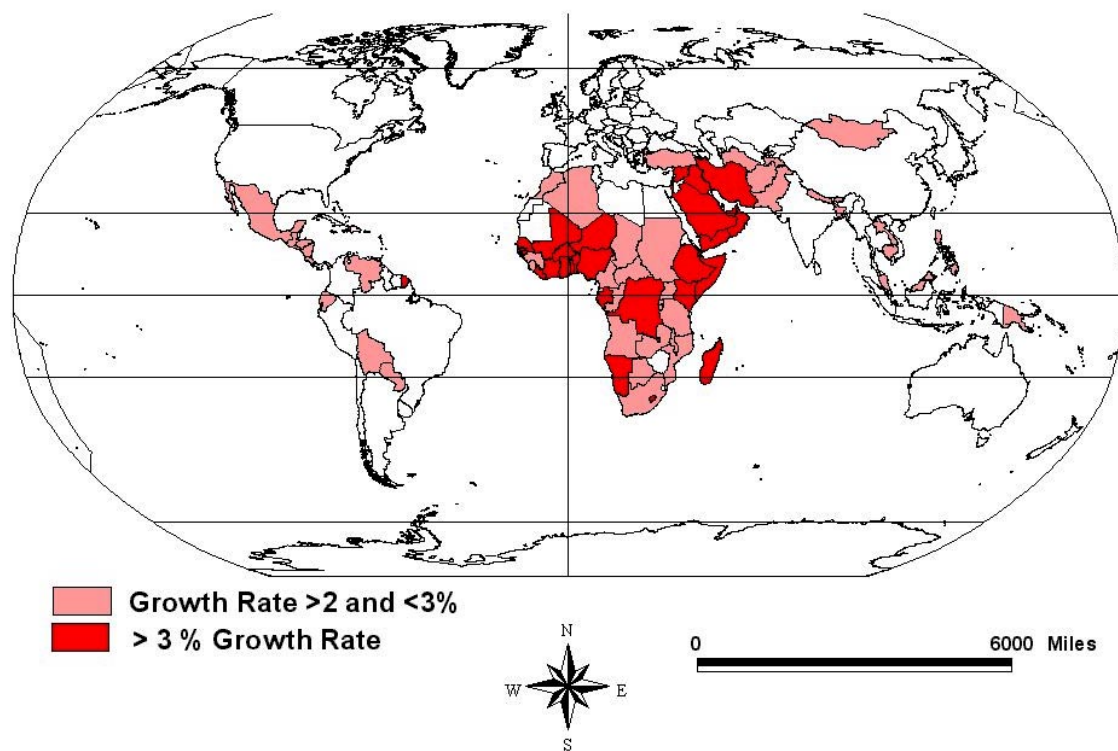 Growth Rate >2 and <3%
> 3 % Growth Rate
N
W E
S
0 6000 Miles